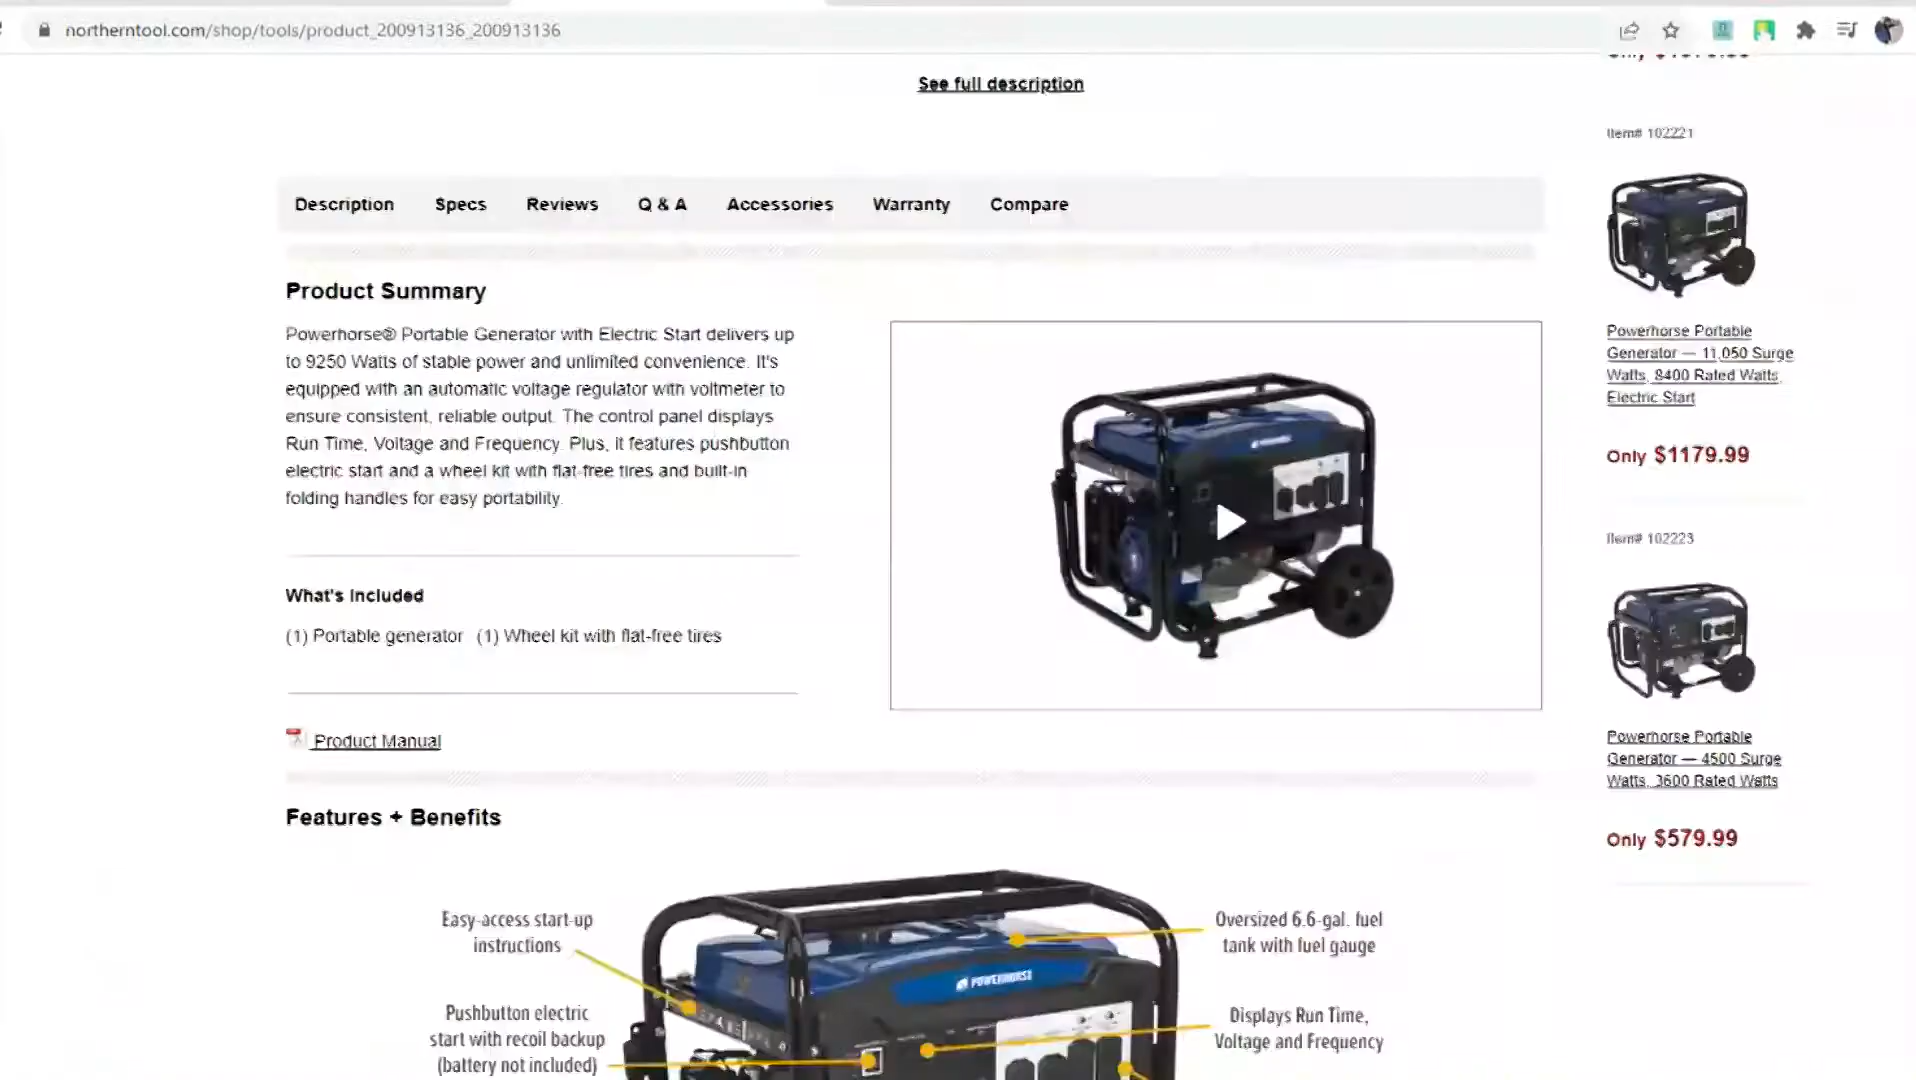 northerntool.com/shop/tools/product_200913136_200913136
See full description
Description Specs Reviews Q & A Accessories Warranty Compare
Product Summary
Powerhorse® Portable Generator with Electric Start delivers up
to 9250 Watts of stable power and unlimited convenience. It's
equipped with an automatic voltage regulator with voltmeter to
ensure consistent, reliable output. The control panel displays
Run Time, Voltage and Frequency. Plus, it features pushbutton
electric start and a wheel kit with flat-free tires and built-in
folding handles for easy portability.
What's Included
(1) Portable generator (1) Wheel kit with flat-free tires
Product Manual
Features + Benefits
Easy-access start-up
instructions
Pushbutton electric
start with recoil backup
(battery not included)
POWERHORSE
Oversized 6.6-gal. fuel
tank with fuel gauge
Displays Run Time,
Voltage and Frequency
Item# 102221
Powerhorse Portable
Generator — 11,050 Surge
Watts, 8400 Rated Watts,
Electric Start
Only $1179.99
Item# 102223
Powerhorse Portable
Generator — 4500 Surge
Watts, 3600 Rated Watts
Only $579.99